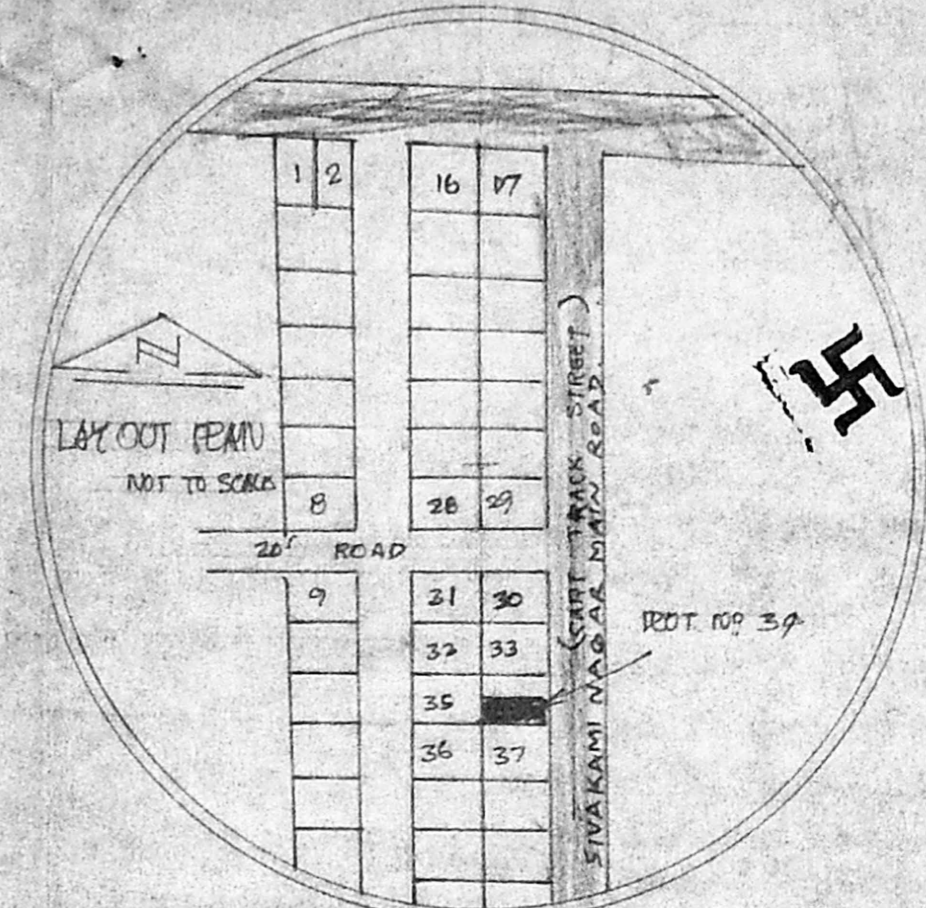 1 2
16 17
N
LAY OUT PLAN
NOT TO SCALE
8
28 29
20' ROAD
9
31 30
32 33
35
36 37
PLOT NO 34
(CART TRACK STREET)
SIVAKAMI NAGAR MAIN ROAD